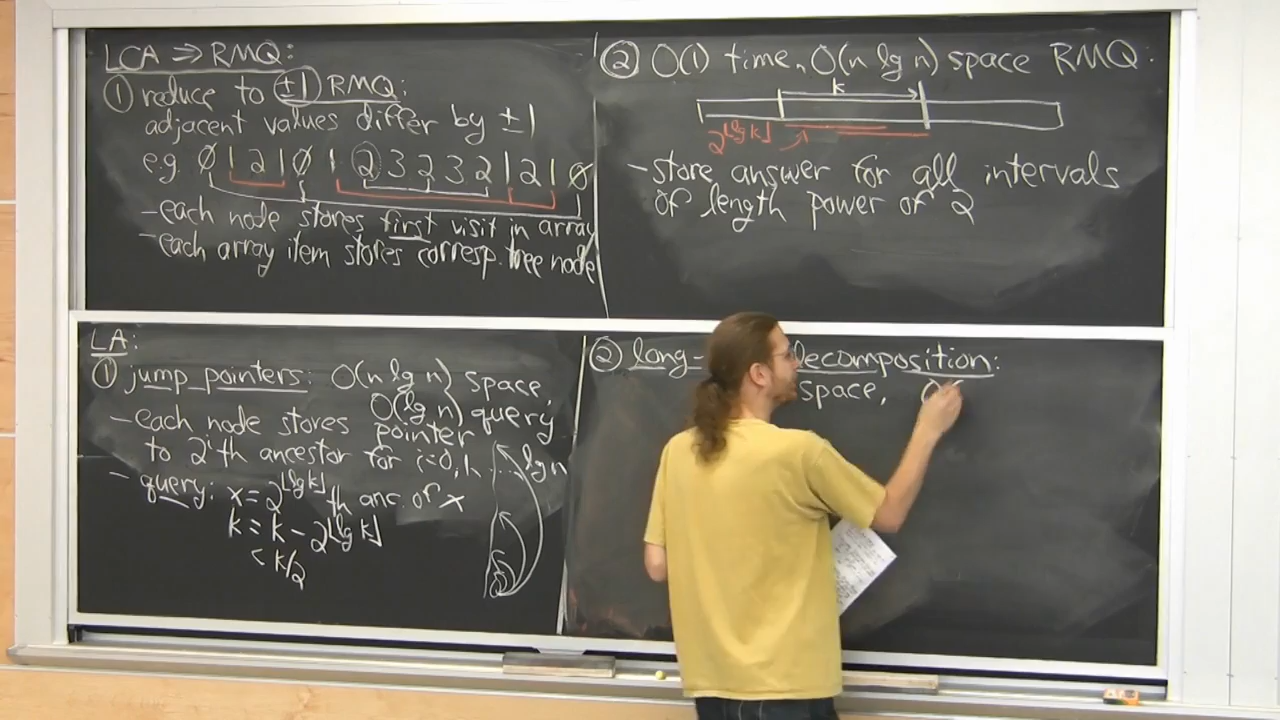 LCA ⇒ RMQ:
① reduce to ±1 RMQ:
adjacent values differ by ±1
e.g. 0 1 2 1 0 1 2 3 2 3 2 1 2 1 0
- each node stores first visit in array
- each array item stores corresp. tree node
② O(1) time, O(n lg n) space RMQ:
k
2^⌊lg k⌋
- store answer for all intervals
of length power of 2
LA:
① jump pointers: O(n lg n) space,
O(lg n) query
- each node stores pointer
to 2^i th ancestor for i=0,1,...,lg n
- query: x = 2^⌊lg k⌋ th anc. of x
k = k - 2^⌊lg k⌋
< k/2
② long- decomposition:
space, O(